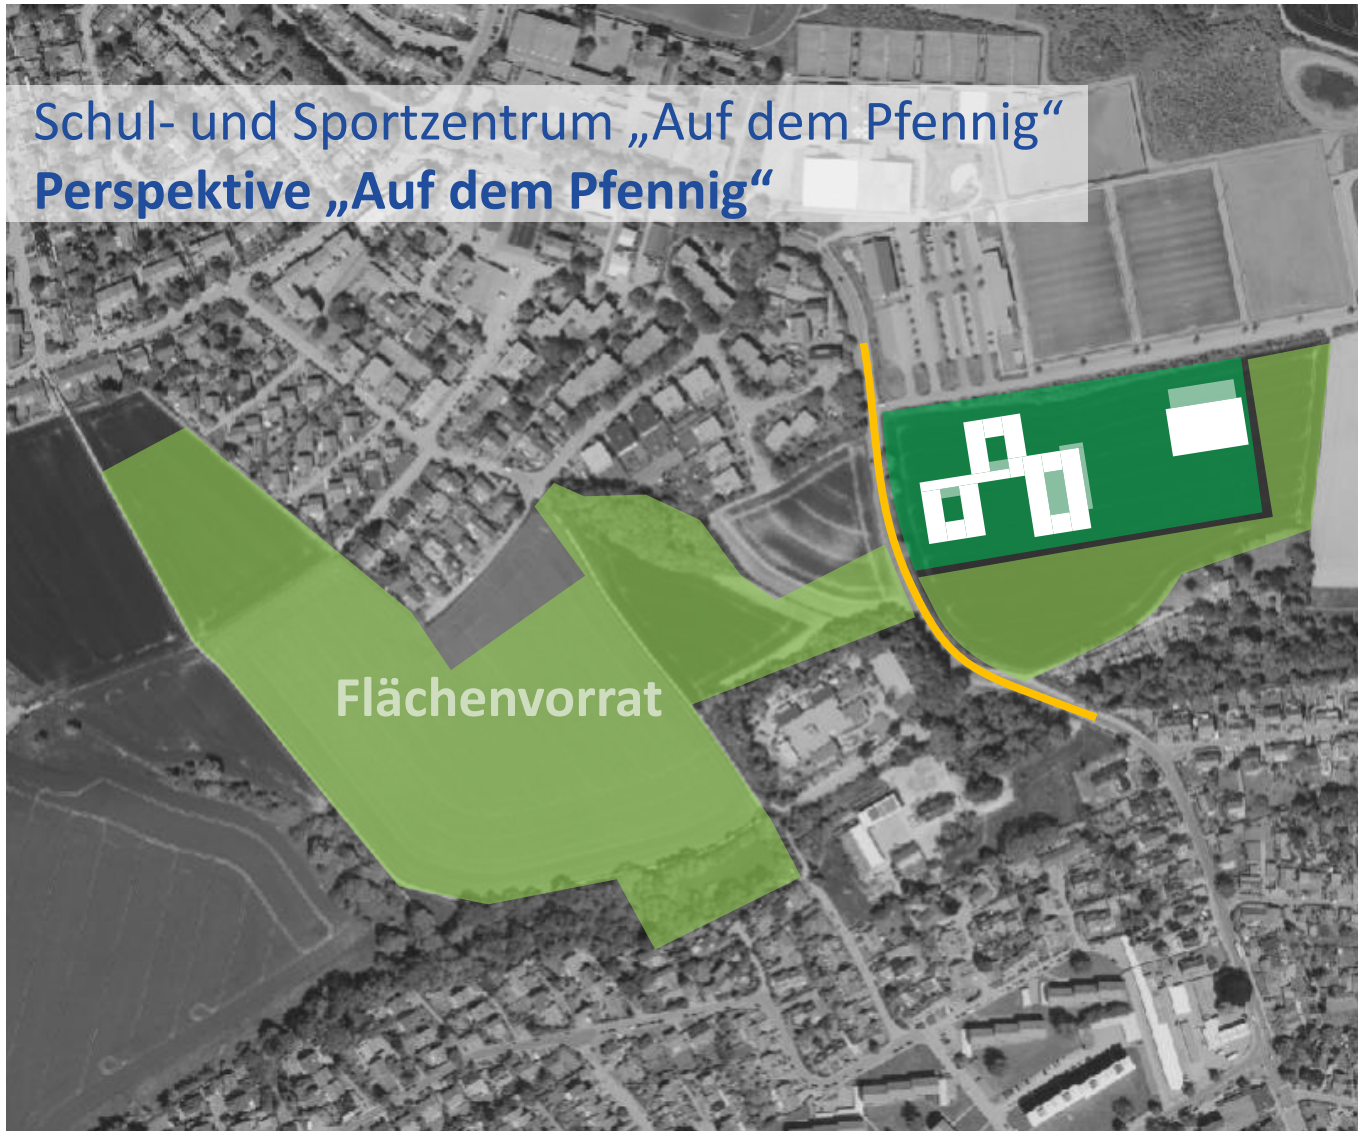 Schul- und Sportzentrum „Auf dem Pfennig“
Perspektive „Auf dem Pfennig“
Flächenvorrat